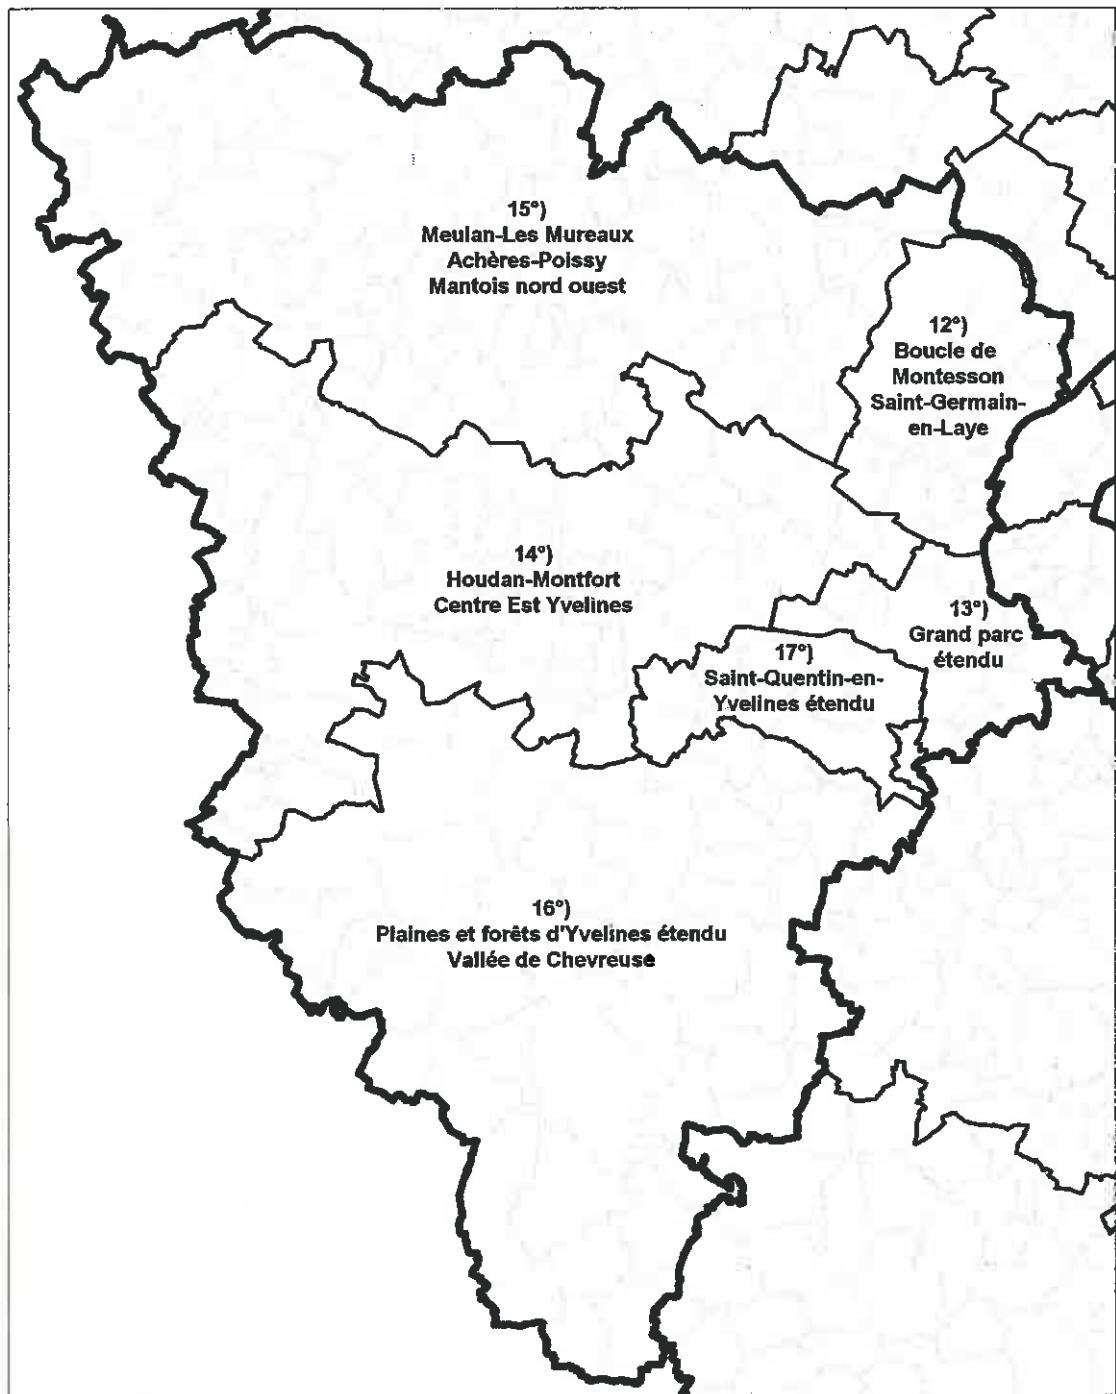 15°)
Meulan-Les Mureaux
Achères-Poissy
Mantois nord ouest
12°)
Boucle de
Montesson
Saint-Germain-
en-Laye
14°)
Houdan-Montfort
Centre Est Yvelines
13°)
Grand parc
étendu
17°)
Saint-Quentin-en-
Yvelines étendu
16°)
Plaines et forêts d'Yvelines étendu
Vallée de Chevreuse